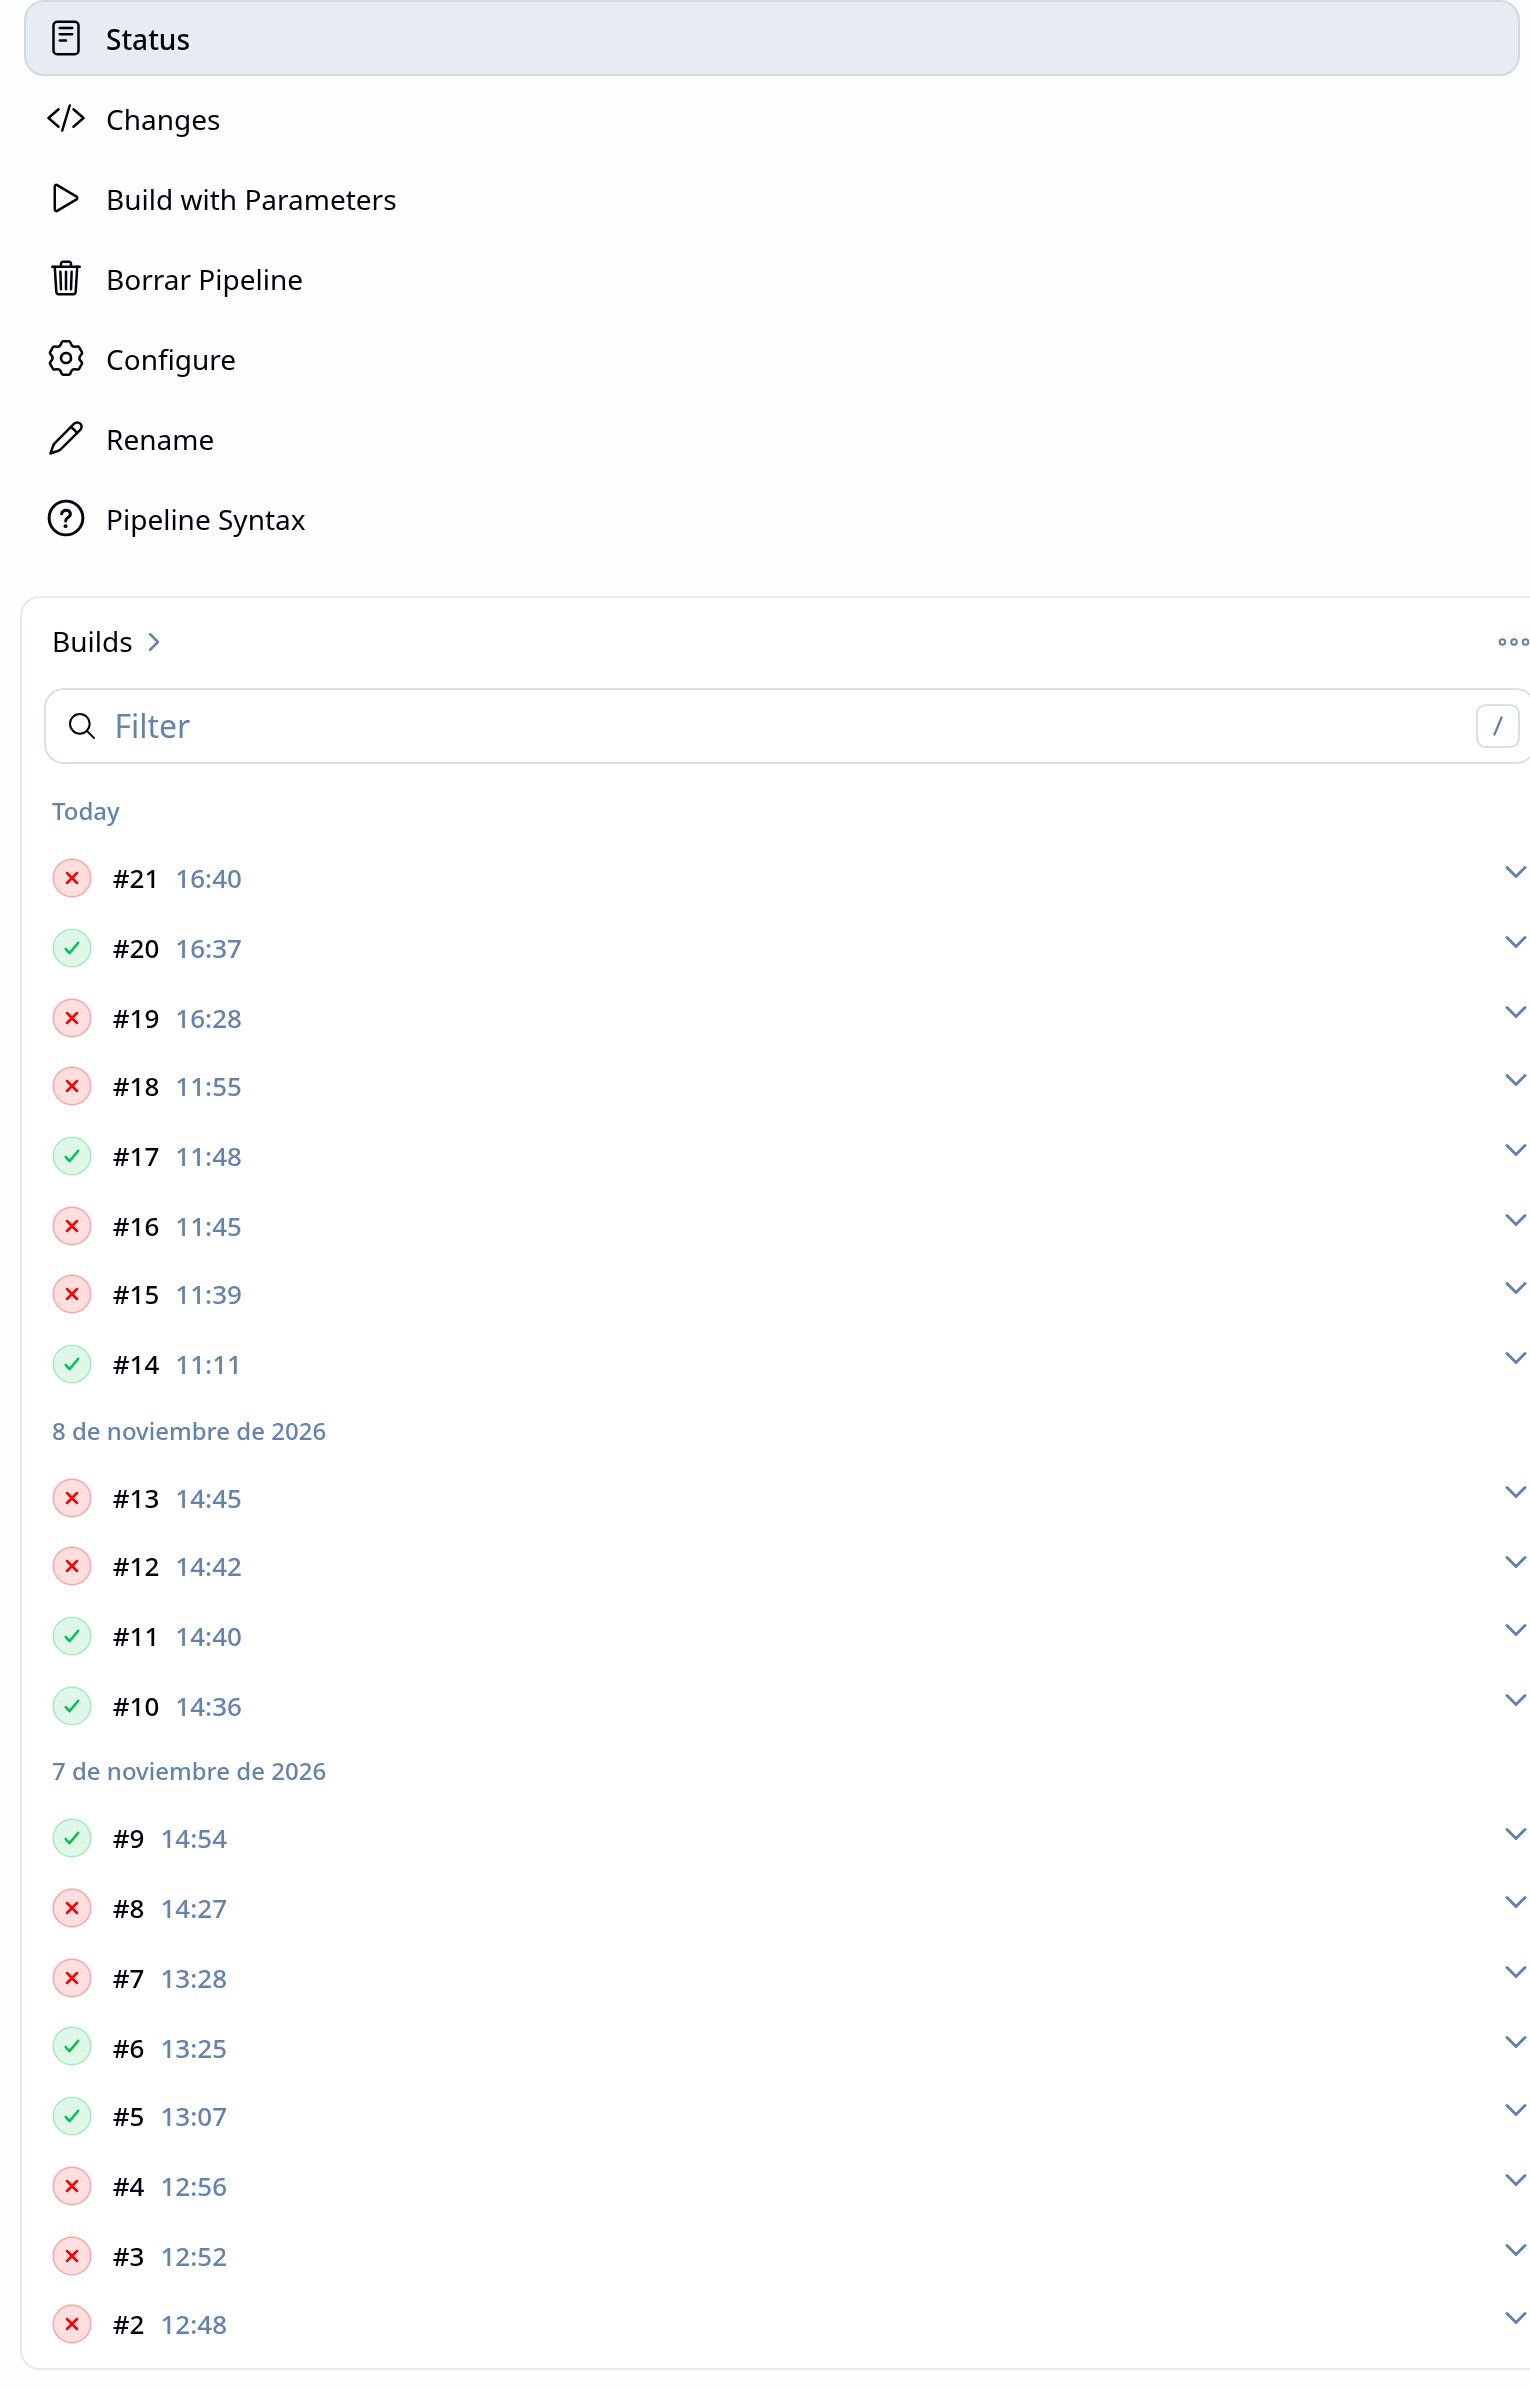 Status
Changes
Build with Parameters
Borrar Pipeline
Configure
Rename
Pipeline Syntax
Builds
Filter /
Today
#21 16:40
#20 16:37
#19 16:28
#18 11:55
#17 11:48
#16 11:45
#15 11:39
#14 11:11
8 de noviembre de 2026
#13 14:45
#12 14:42
#11 14:40
#10 14:36
7 de noviembre de 2026
#9 14:54
#8 14:27
#7 13:28
#6 13:25
#5 13:07
#4 12:56
#3 12:52
#2 12:48